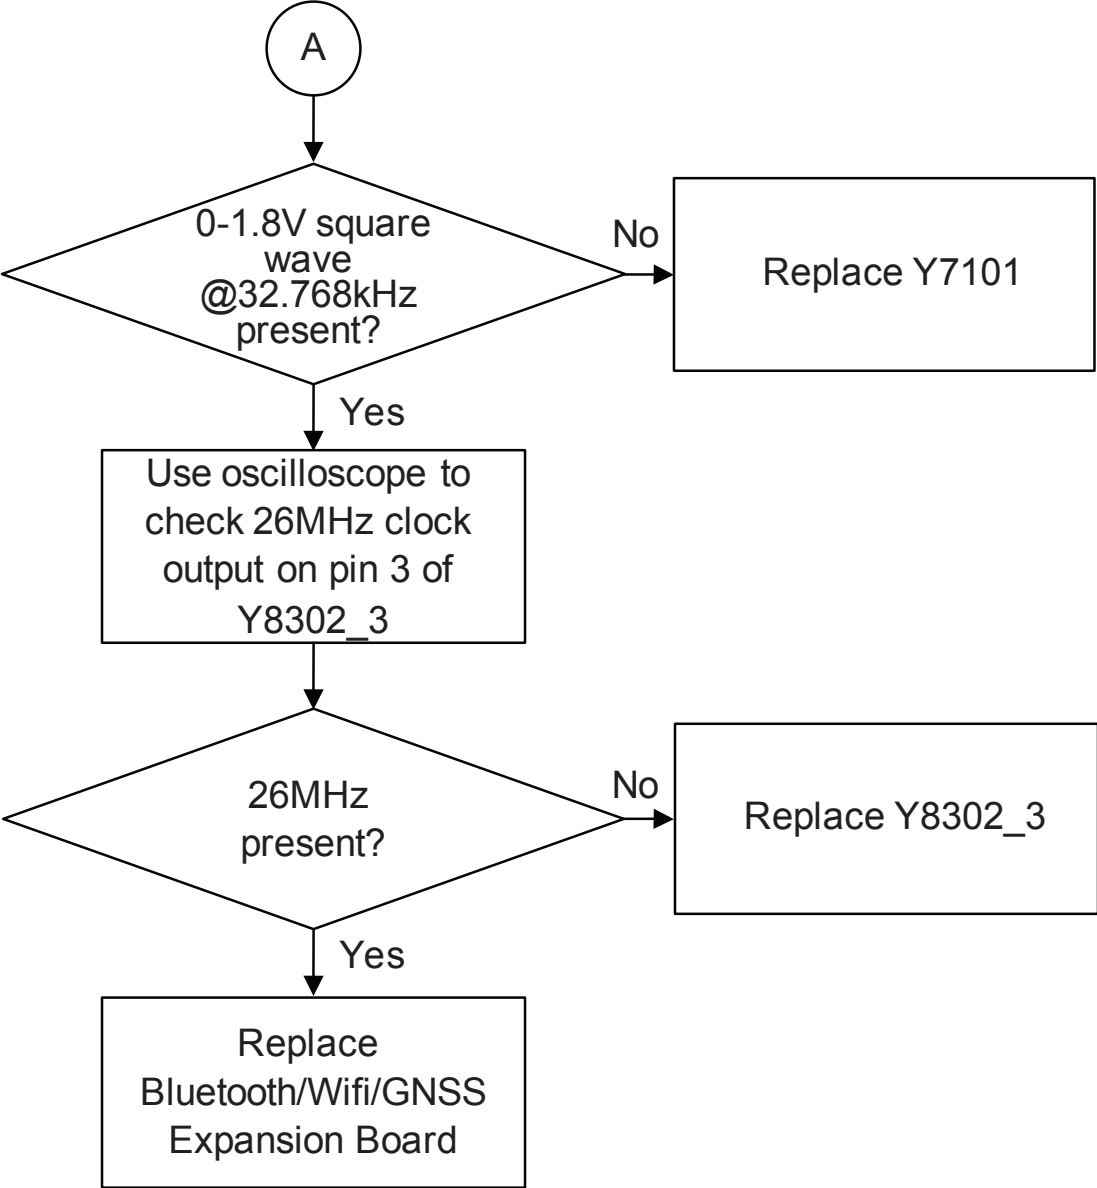 A
0-1.8V square
wave
@32.768kHz
present?
No
Replace Y7101
Yes
Use oscilloscope to
check 26MHz clock
output on pin 3 of
Y8302_3
26MHz
present?
No
Replace Y8302_3
Yes
Replace
Bluetooth/Wifi/GNSS
Expansion Board